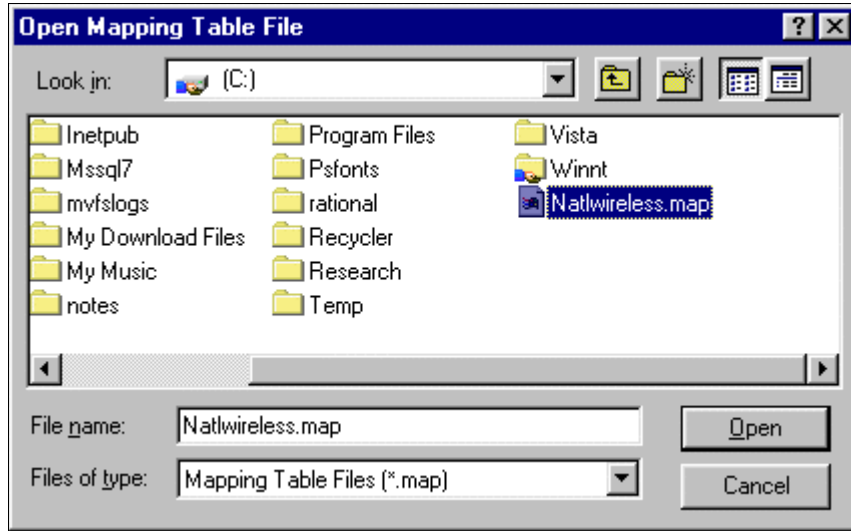 Open Mapping Table File
Look in: (C:)
Inetpub Program Files Vista
Mssql7 Psfonts Winnt
mvfslogs rational Natlwireless.map
My Download Files Recycler
My Music Research
notes Temp
File name: Natlwireless.map Open
Files of type: Mapping Table Files (*.map) Cancel